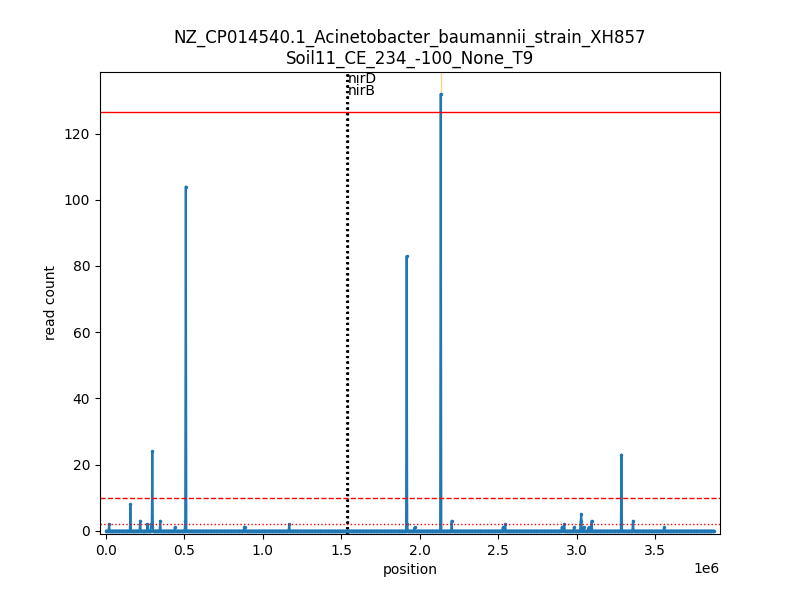 NZ_CP014540.1_Acinetobacter_baumannii_strain_XH857
Soil11_CE_234_-100_None_T9
nirD
nirB
120
100
80
60
40
20
0
read count
0.0 0.5 1.0 1.5 2.0 2.5 3.0 3.5
1e6
position